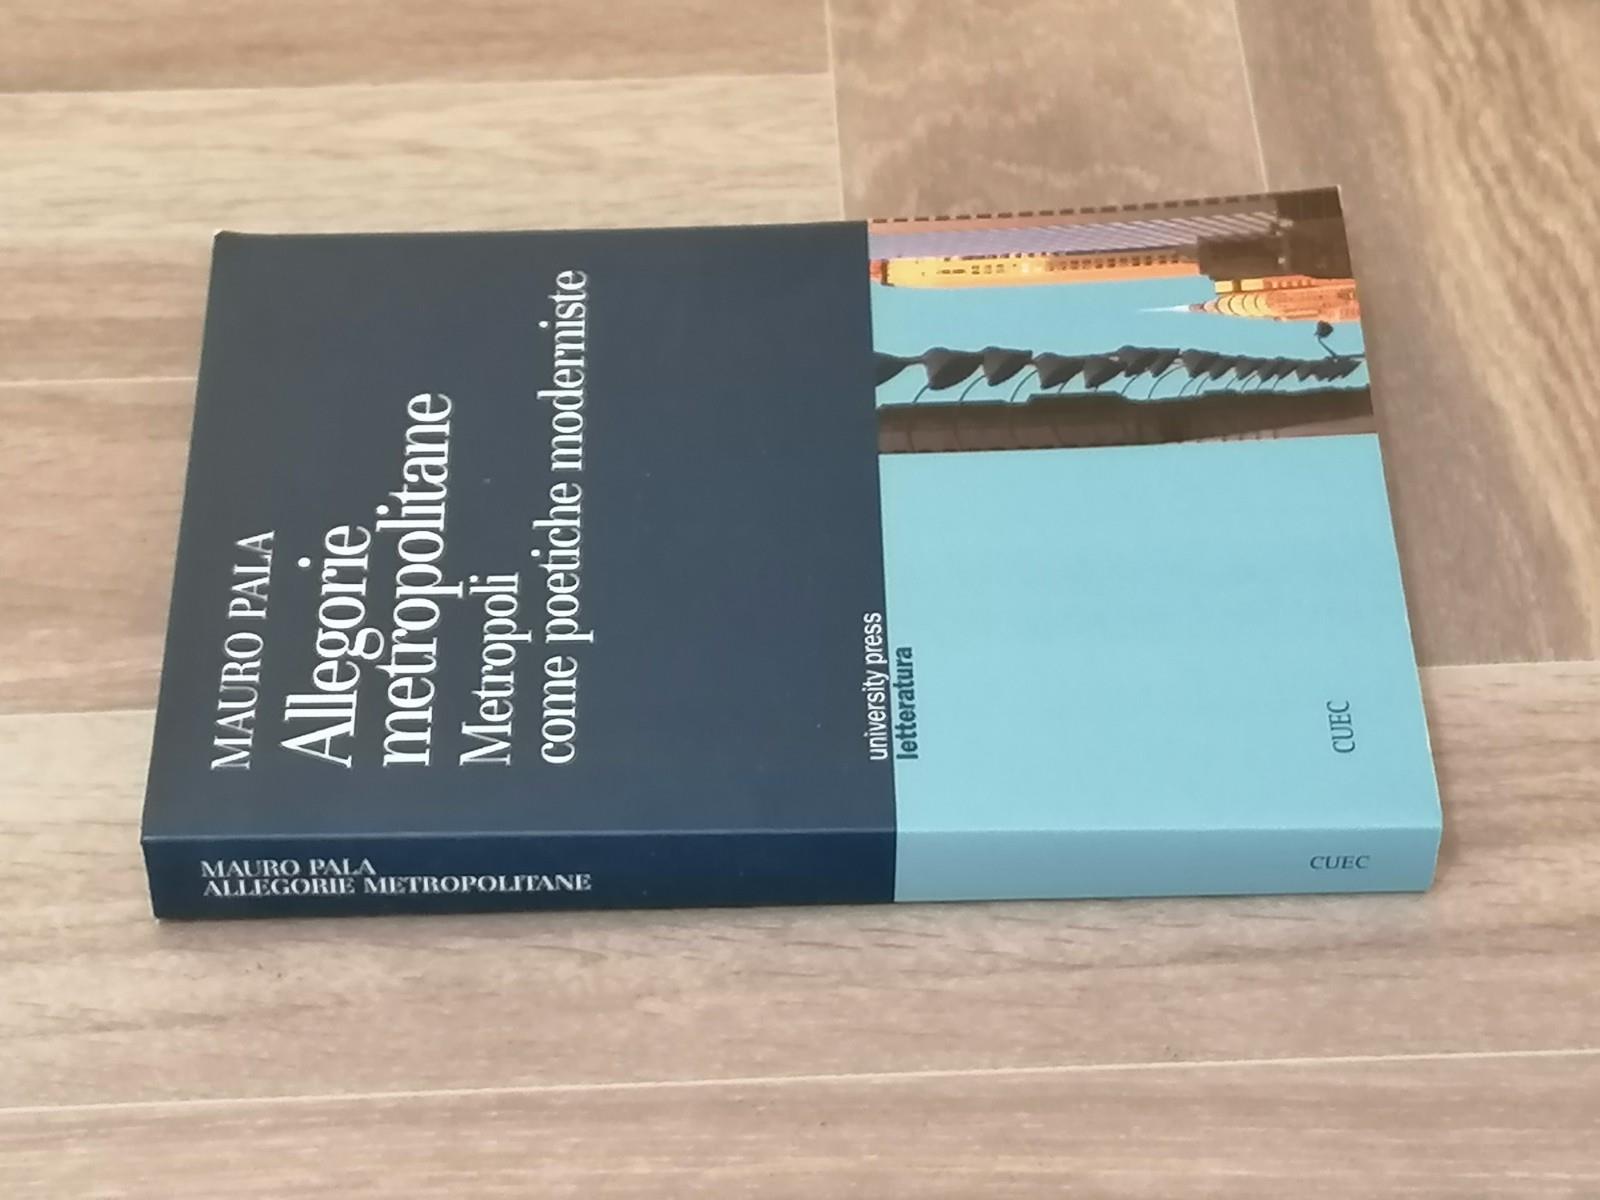 MAURO PALA
Allegorie
metropolitane
Metropoli
come poetiche moderniste
university press
letteratura
CUEC
MAURO PALA
ALLEGORIE METROPOLITANE
CUEC